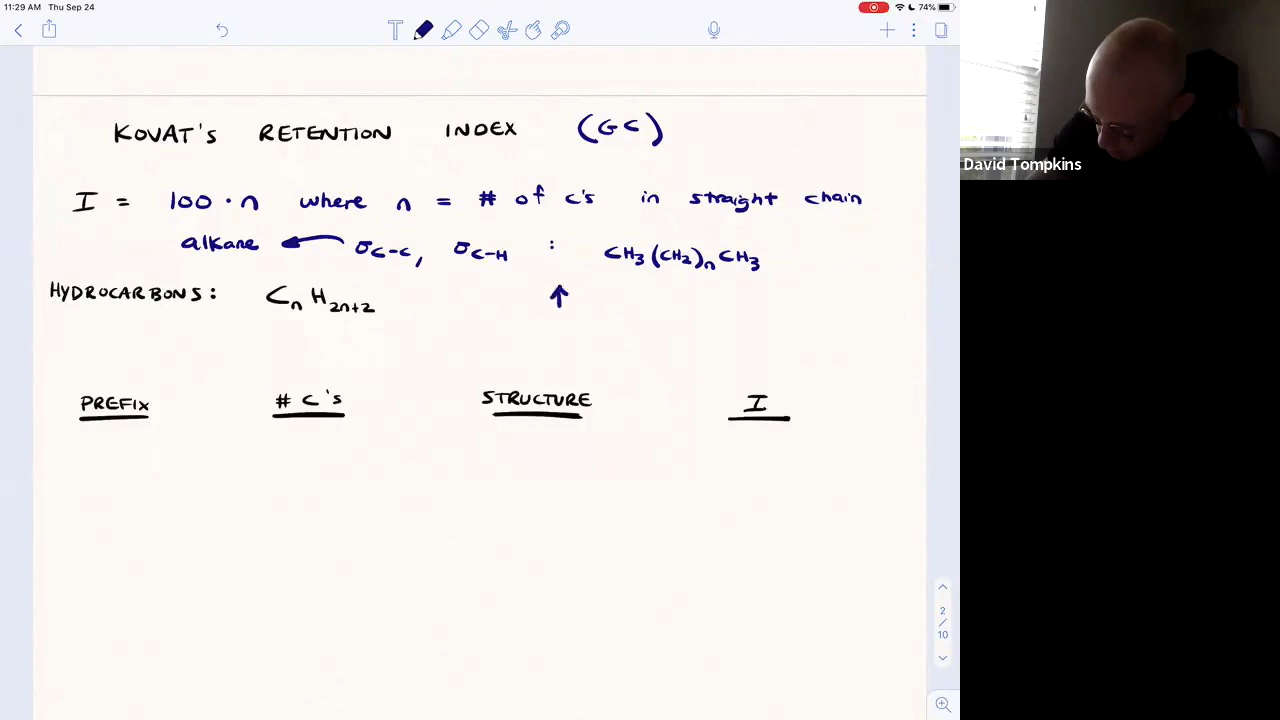 11:29 AM Thu Sep 24
74%
KOVAT's RETENTION INDEX (GC)
I = 100 · n where n = # of C's in straight chain
alkane ← σC-C, σC-H : CH3(CH2)nCH3
HYDROCARBONS: CnH2n+2 ↑
PREFIX # C's STRUCTURE I
2
/
10
David Tompkins